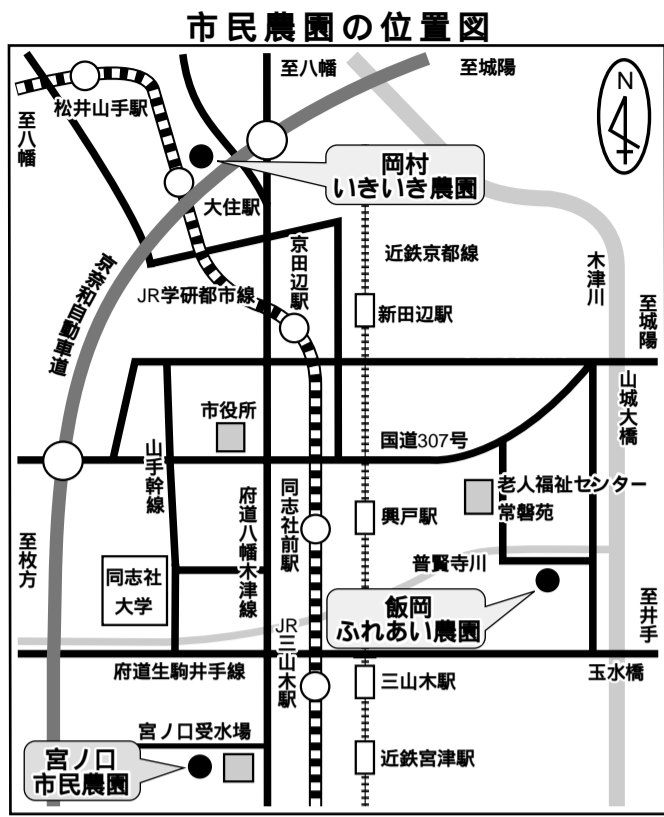 市民農園の位置図
至八幡
至城陽
N
松井山手駅
至八幡
岡村
いきいき農園
大住駅
京田辺駅
近鉄京都線
木津川
京奈和自動車道
JR学研都市線
新田辺駅
至城陽
山城大橋
市役所
国道307号
山手幹線
老人福祉センター
常磐苑
府道八幡木津線
同志社前駅
興戸駅
至枚方
普賢寺川
同志社
大学
飯岡
ふれあい農園
至井手
JR三山木駅
府道生駒井手線
三山木駅
玉水橋
宮ノ口受水場
宮ノ口
市民農園
近鉄宮津駅